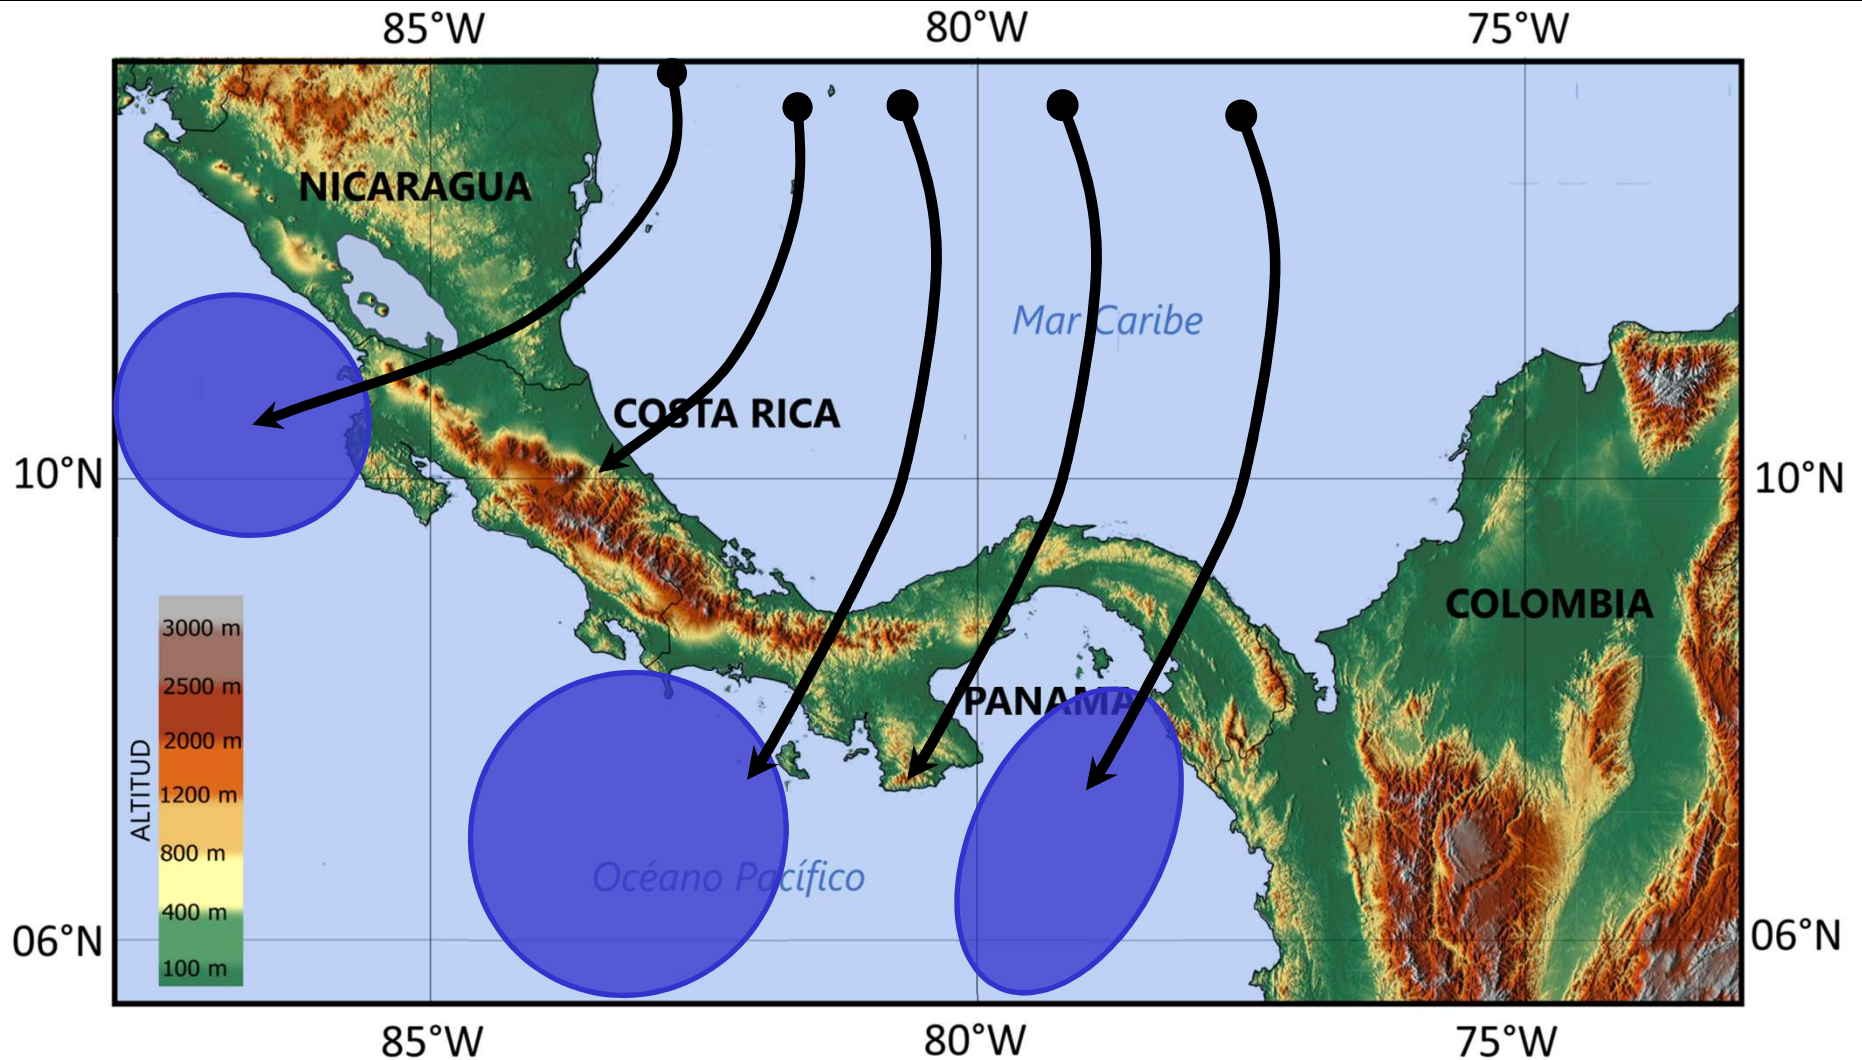 85°W 80°W 75°W
NICARAGUA
Mar Caribe
COSTA RICA
10°N 10°N
COLOMBIA
3000 m
2500 m
PANAMA
2000 m
1200 m
800 m
400 m
100 m
ALTITUD
Océano Pacífico
06°N 06°N
85°W 80°W 75°W